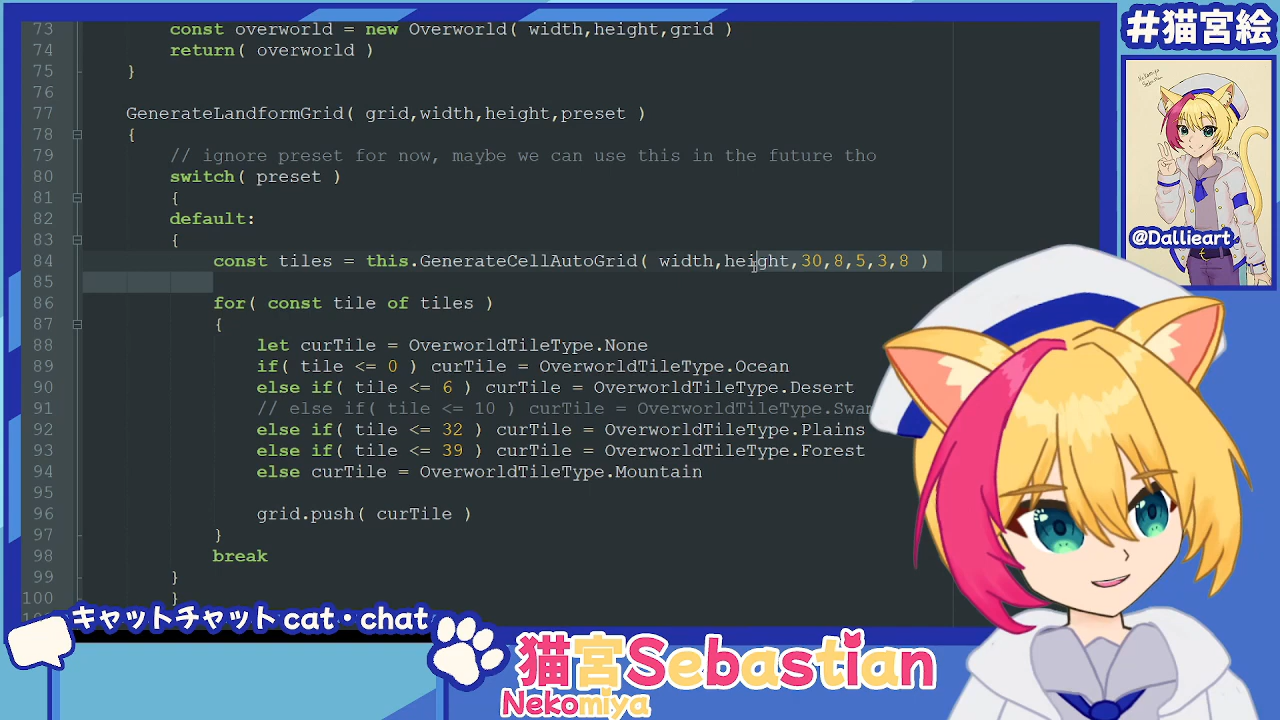 73 const overworld = new Overworld( width,height,grid )
74 return( overworld )
75 }
76
77 GenerateLandformGrid( grid,width,height,preset )
78 {
79 // ignore preset for now, maybe we can use this in the future tho
80 switch( preset )
81 {
82 default:
83 {
84 const tiles = this.GenerateCellAutoGrid( width,height,30,8,5,3,8 )
85
86 for( const tile of tiles )
87 {
88 let curTile = OverworldTileType.None
89 if( tile <= 0 ) curTile = OverworldTileType.Ocean
90 else if( tile <= 6 ) curTile = OverworldTileType.Desert
91 // else if( tile <= 10 ) curTile = OverworldTileType.Swam
92 else if( tile <= 32 ) curTile = OverworldTileType.Plains
93 else if( tile <= 39 ) curTile = OverworldTileType.Forest
94 else curTile = OverworldTileType.Mountain
95
96 grid.push( curTile )
97 }
98 break
99 }
100 }
#猫宮絵
Nekomiya
@Dallieart
キャットチャット cat・chat
猫宮Sebastian
Nekomiya